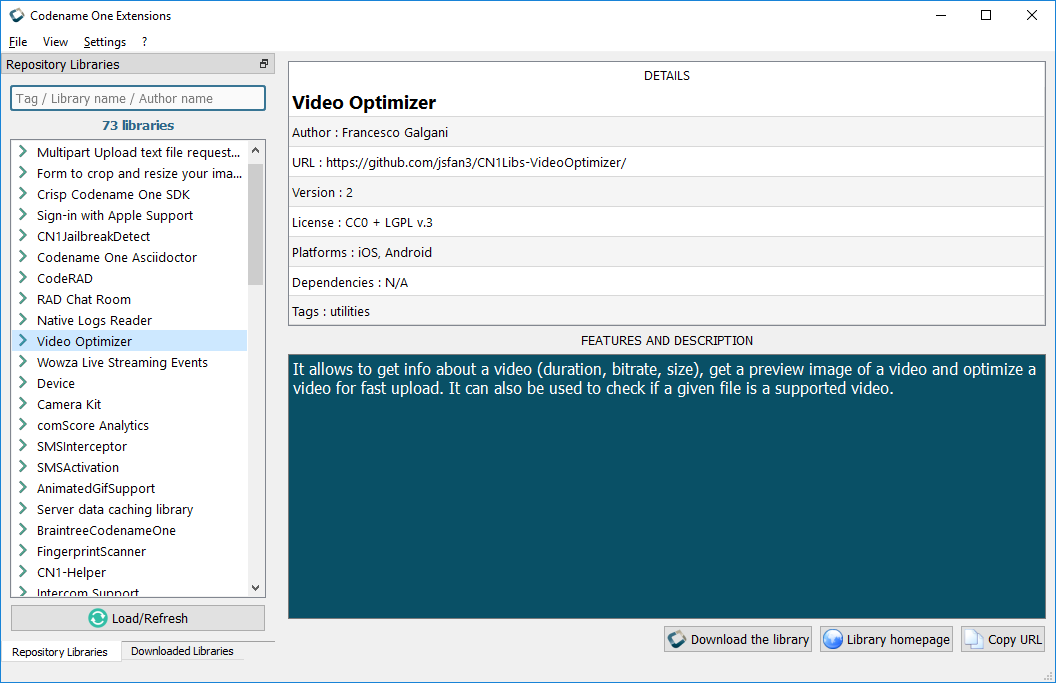 Codename One Extensions
File View Settings ?
Repository Libraries
Tag / Library name / Author name
73 libraries
Multipart Upload text file request...
Form to crop and resize your ima...
Crisp Codename One SDK
Sign-in with Apple Support
CN1JailbreakDetect
Codename One Asciidoctor
CodeRAD
RAD Chat Room
Native Logs Reader
Video Optimizer
Wowza Live Streaming Events
Device
Camera Kit
comScore Analytics
SMSInterceptor
SMSActivation
AnimatedGifSupport
Server data caching library
BraintreeCodenameOne
FingerprintScanner
CN1-Helper
Intercom Support
Load/Refresh
Repository Libraries
Downloaded Libraries
DETAILS
Video Optimizer
Author : Francesco Galgani
URL : https://github.com/jsfan3/CN1Libs-VideoOptimizer/
Version : 2
License : CC0 + LGPL v.3
Platforms : iOS, Android
Dependencies : N/A
Tags : utilities
FEATURES AND DESCRIPTION
It allows to get info about a video (duration, bitrate, size), get a preview image of a video and optimize a
video for fast upload. It can also be used to check if a given file is a supported video.
Download the library
Library homepage
Copy URL